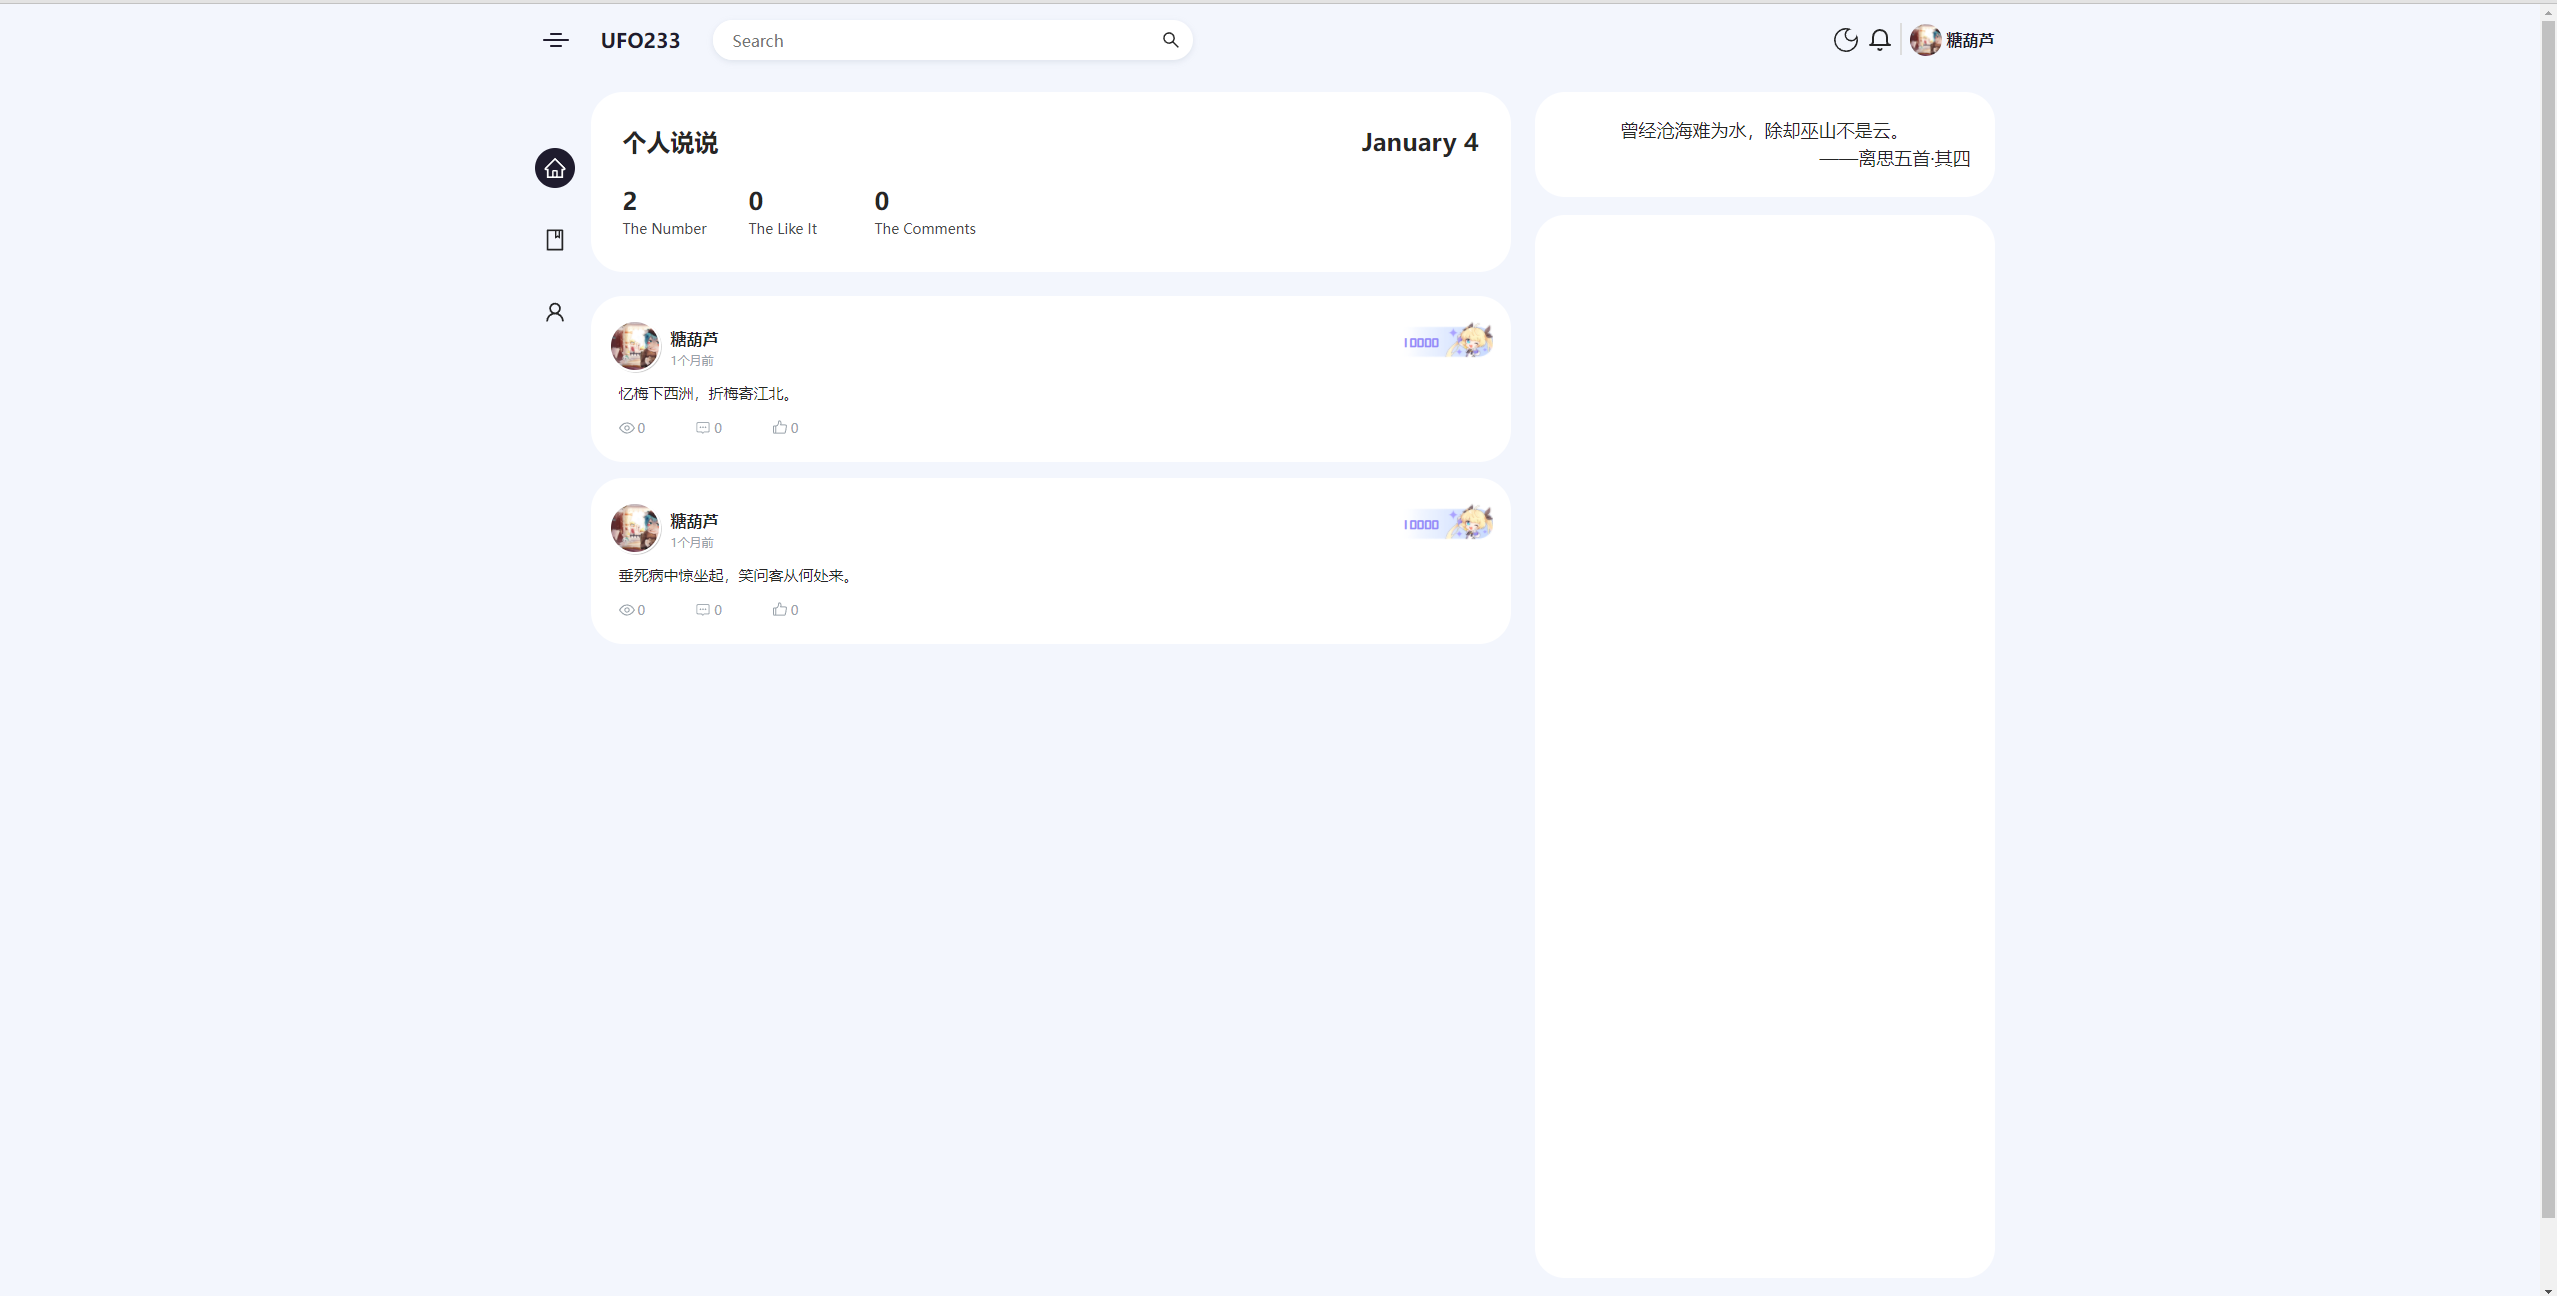 UFO233
Search
糖葫芦
个人说说
January 4
2
0
0
The Number
The Like It
The Comments
曾经沧海难为水，除却巫山不是云。
——离思五首·其四
糖葫芦
1个月前
10000
忆梅下西洲，折梅寄江北。
0
0
0
糖葫芦
1个月前
10000
垂死病中惊坐起，笑问客从何处来。
0
0
0